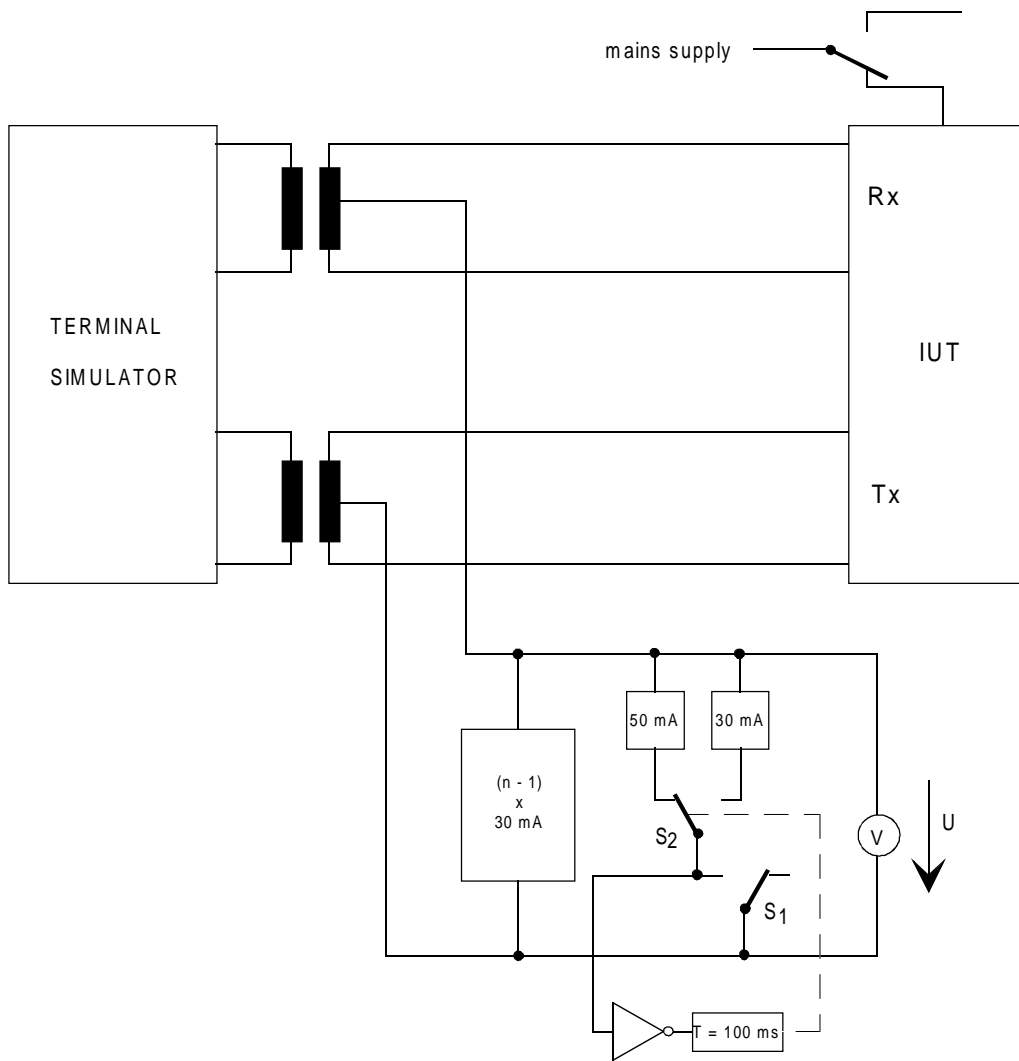 mains supply
Rx
TERMINAL
SIMULATOR
IUT
Tx
50 mA
30 mA
(n - 1)
x
30 mA
S2
V
U
S1
T = 100 ms